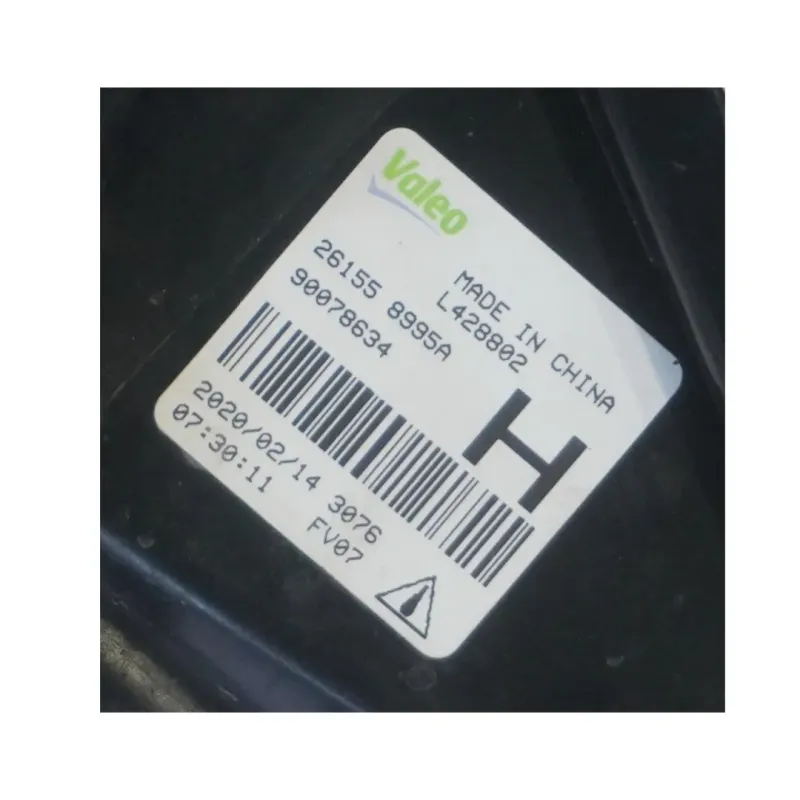 Valeo
MADE IN CHINA
26155 8995A
L428802
90078634
H
2020/02/14 3076
07:30:11 FV07